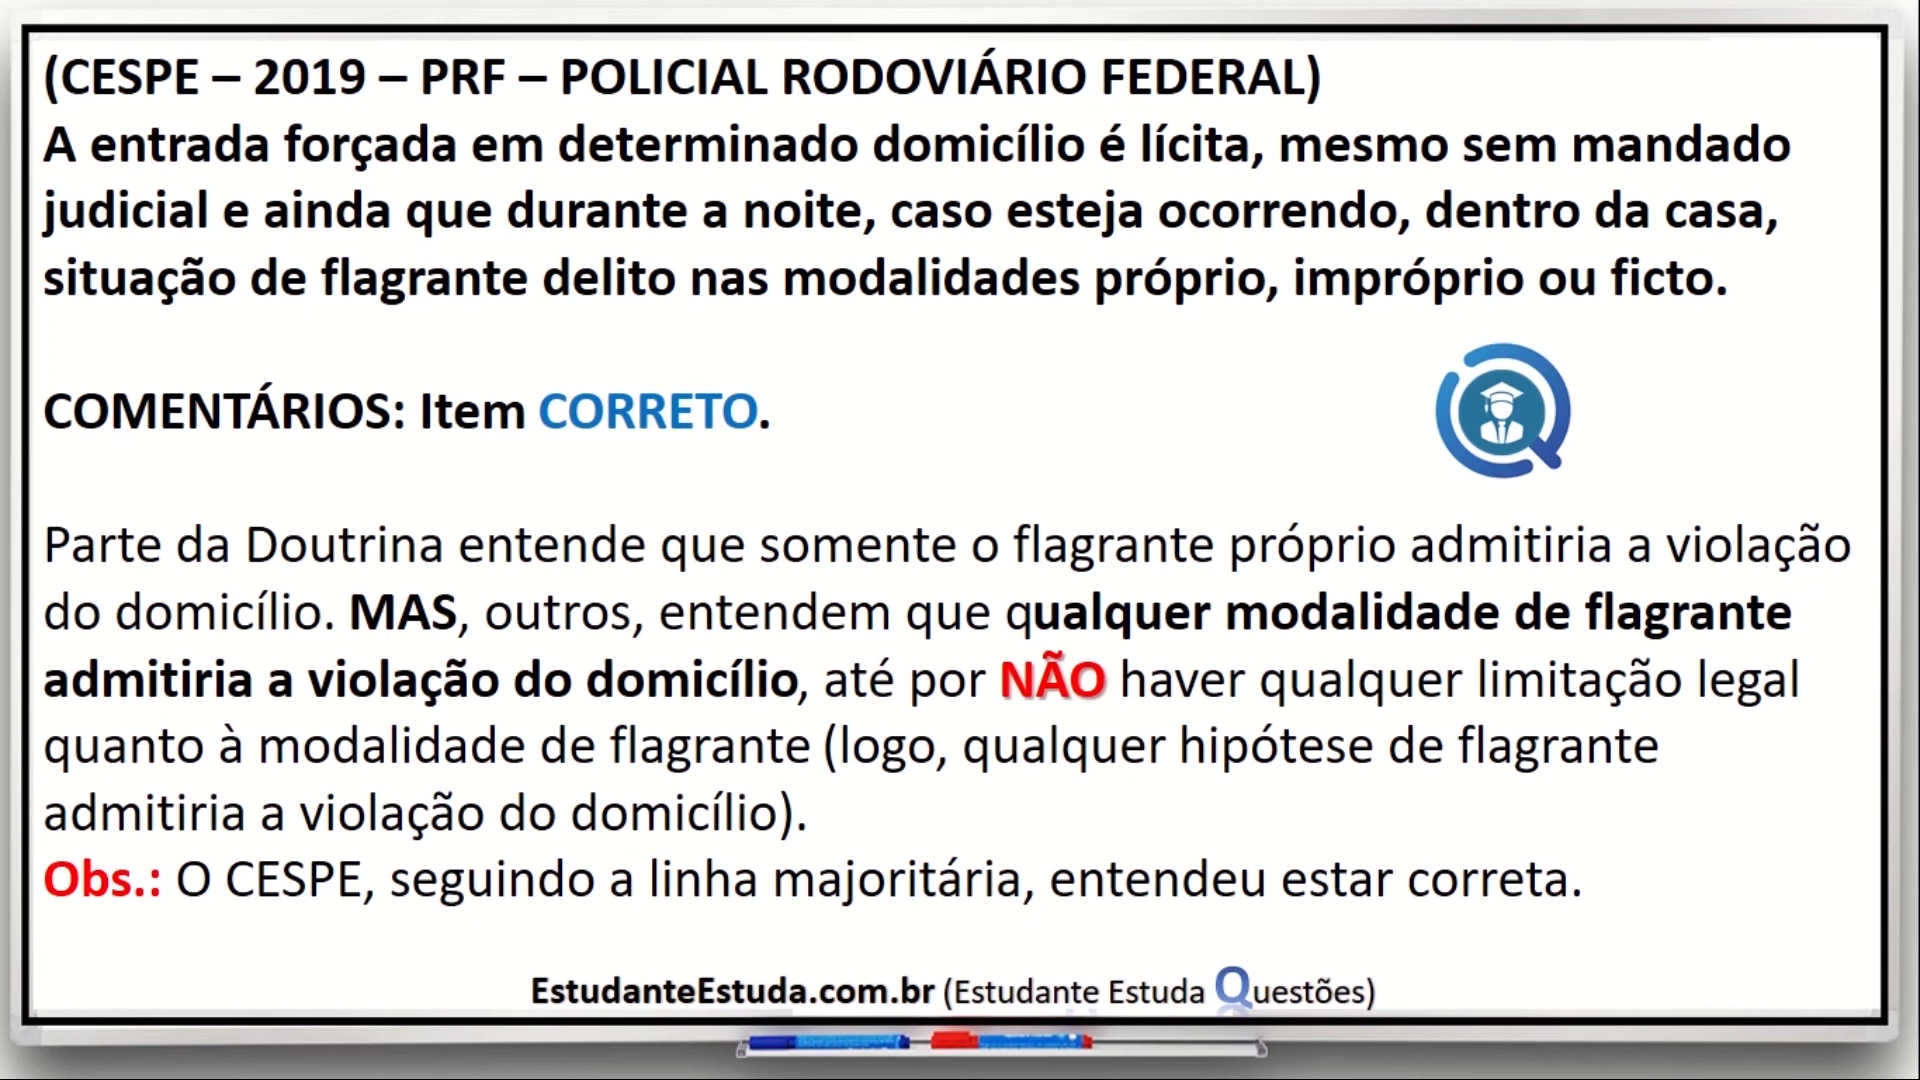 (CESPE – 2019 – PRF – POLICIAL RODOVIÁRIO FEDERAL)
A entrada forçada em determinado domicílio é lícita, mesmo sem mandado
judicial e ainda que durante a noite, caso esteja ocorrendo, dentro da casa,
situação de flagrante delito nas modalidades próprio, impróprio ou ficto.
COMENTÁRIOS: Item CORRETO.
Parte da Doutrina entende que somente o flagrante próprio admitiria a violação
do domicílio. MAS, outros, entendem que qualquer modalidade de flagrante
admitiria a violação do domicílio, até por NÃO haver qualquer limitação legal
quanto à modalidade de flagrante (logo, qualquer hipótese de flagrante
admitiria a violação do domicílio).
Obs.: O CESPE, seguindo a linha majoritária, entendeu estar correta.
EstudanteEstuda.com.br (Estudante Estuda Questões)